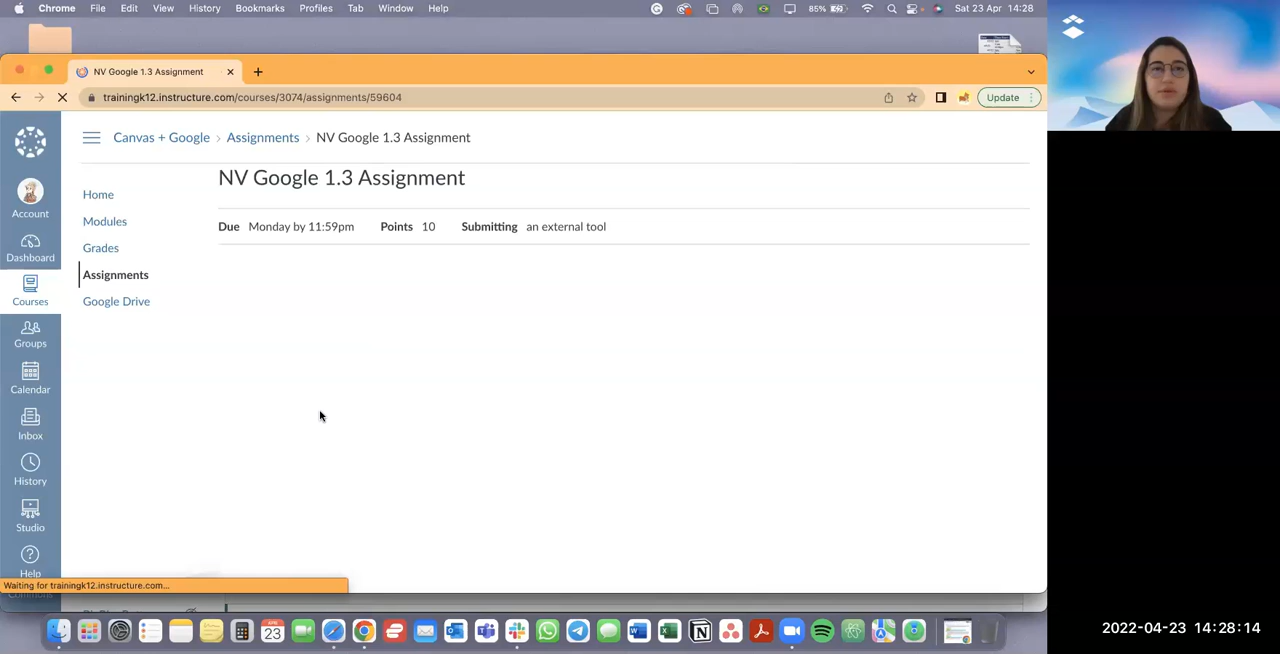 Chrome File Edit View History Bookmarks Profiles Tab Window Help 85% Sat 23 Apr 14:28
NV Google 1.3 Assignment
trainingk12.instructure.com/courses/3074/assignments/59604 Update
Canvas + Google › Assignments › NV Google 1.3 Assignment
NV Google 1.3 Assignment
Due Monday by 11:59pm Points 10 Submitting an external tool
Home
Modules
Grades
Assignments
Google Drive
Account
Dashboard
Courses
Groups
Calendar
Inbox
History
Studio
Help
Waiting for trainingk12.instructure.com...
APR
23
2022-04-23 14:28:14